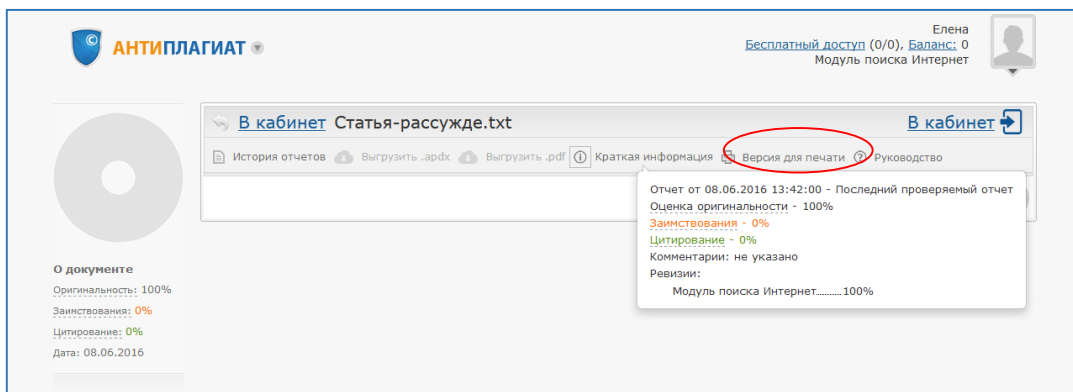 ©
АНТИПЛАГИАТ
Елена
Бесплатный доступ (0/0), Баланс: 0
Модуль поиска Интернет
В кабинет Статья-рассужде.txt
В кабинет
История отчетов Выгрузить .apdx Выгрузить .pdf Краткая информация Версия для печати Руководство
Отчет от 08.06.2016 13:42:00 - Последний проверяемый отчет
Оценка оригинальности - 100%
Заимствования - 0%
Цитирование - 0%
Комментарии: не указано
Ревизии:
Модуль поиска Интернет..........100%
О документе
Оригинальность: 100%
Заимствования: 0%
Цитирование: 0%
Дата: 08.06.2016